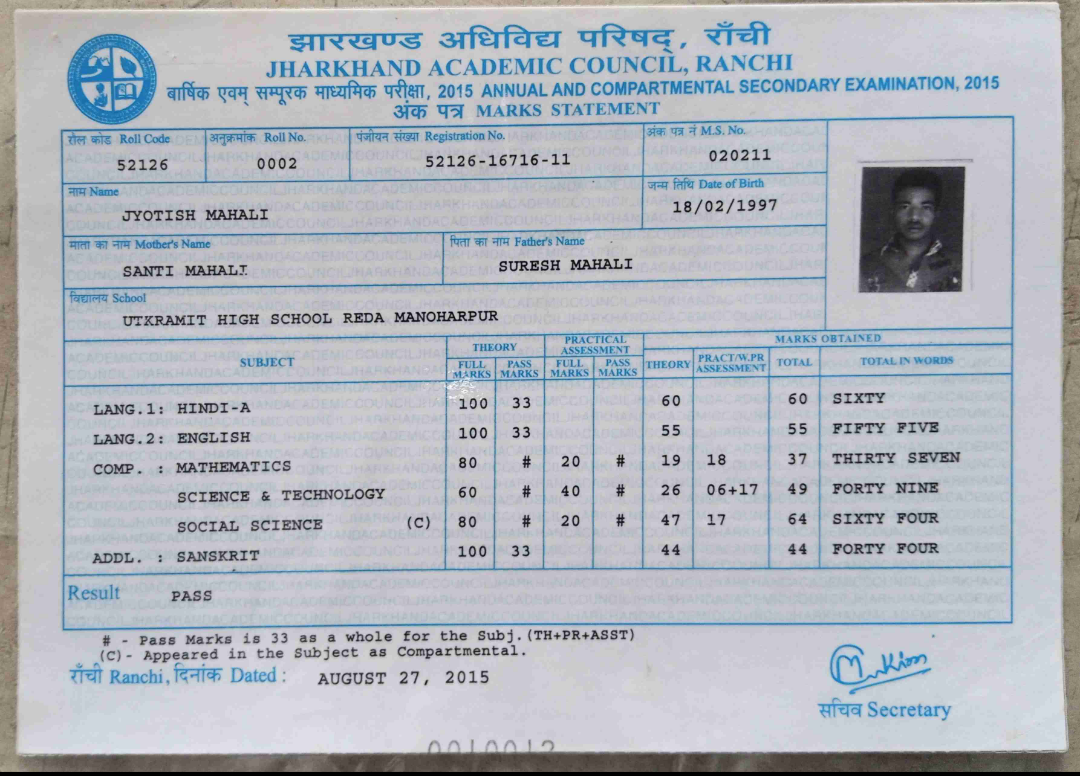 झारखण्ड अधिविद्य परिषद्, राँची
JHARKHAND ACADEMIC COUNCIL, RANCHI
वार्षिक एवम् सम्पूरक माध्यमिक परीक्षा, 2015 ANNUAL AND COMPARTMENTAL SECONDARY EXAMINATION, 2015
अंक पत्र MARKS STATEMENT
रोल कोड Roll Code अनुक्रमांक Roll No. पंजीयन संख्या Registration No. अंक पत्र नं M.S. No.
52126 0002 52126-16716-11 020211
नाम Name जन्म तिथि Date of Birth
JYOTISH MAHALI 18/02/1997
माता का नाम Mother's Name पिता का नाम Father's Name
SANTI MAHALI SURESH MAHALI
विद्यालय School
UTKRAMIT HIGH SCHOOL REDA MANOHARPUR
SUBJECT THEORY PRACTICAL ASSESSMENT MARKS OBTAINED
FULL MARKS PASS MARKS FULL MARKS PASS MARKS THEORY PRACT/W.PR ASSESSMENT TOTAL TOTAL IN WORDS
LANG.1: HINDI-A 100 33 60 60 SIXTY
LANG.2: ENGLISH 100 33 55 55 FIFTY FIVE
COMP. : MATHEMATICS 80 # 20 # 19 18 37 THIRTY SEVEN
SCIENCE & TECHNOLOGY 60 # 40 # 26 06+17 49 FORTY NINE
SOCIAL SCIENCE (C) 80 # 20 # 47 17 64 SIXTY FOUR
ADDL. : SANSKRIT 100 33 44 44 FORTY FOUR
Result PASS
# - Pass Marks is 33 as a whole for the Subj.(TH+PR+ASST)
(C)- Appeared in the Subject as Compartmental.
राँची Ranchi, दिनांक Dated : AUGUST 27, 2015
सचिव Secretary